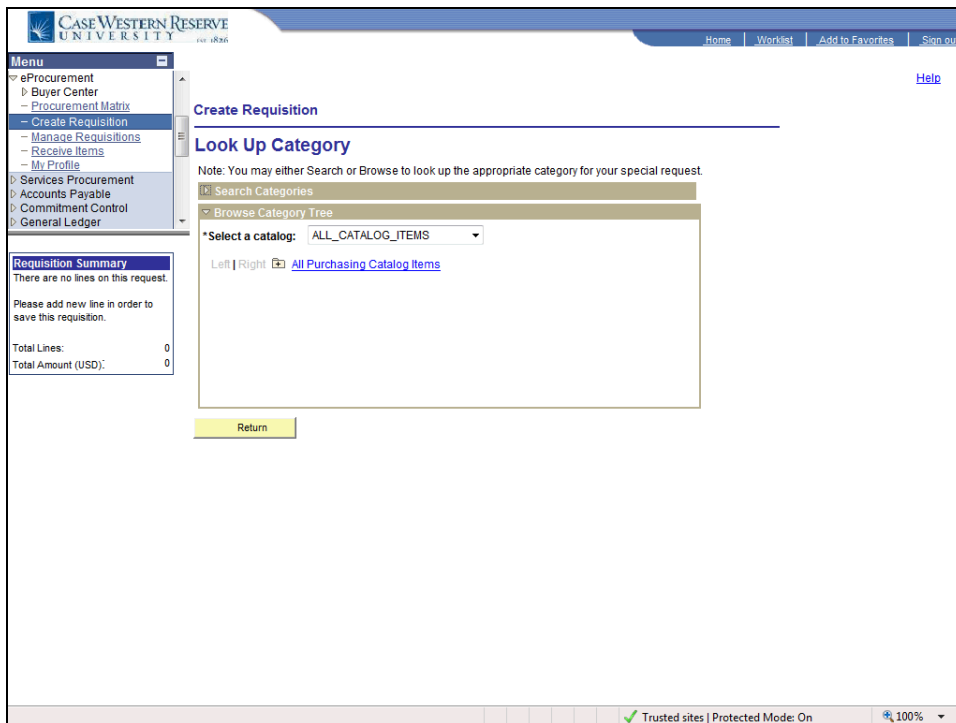 CASE WESTERN RESERVE
UNIVERSITY EST 1826
Home Worklist Add to Favorites Sign ou
Menu
eProcurement
Buyer Center
– Procurement Matrix
– Create Requisition
– Manage Requisitions
– Receive Items
– My Profile
Services Procurement
Accounts Payable
Commitment Control
General Ledger
Requisition Summary
There are no lines on this request.
Please add new line in order to
save this requisition.
Total Lines: 0
Total Amount (USD): 0
Help
Create Requisition
Look Up Category
Note: You may either Search or Browse to look up the appropriate category for your special request.
Search Categories
Browse Category Tree
*Select a catalog: ALL_CATALOG_ITEMS
Left | Right All Purchasing Catalog Items
Return
Trusted sites | Protected Mode: On 100%